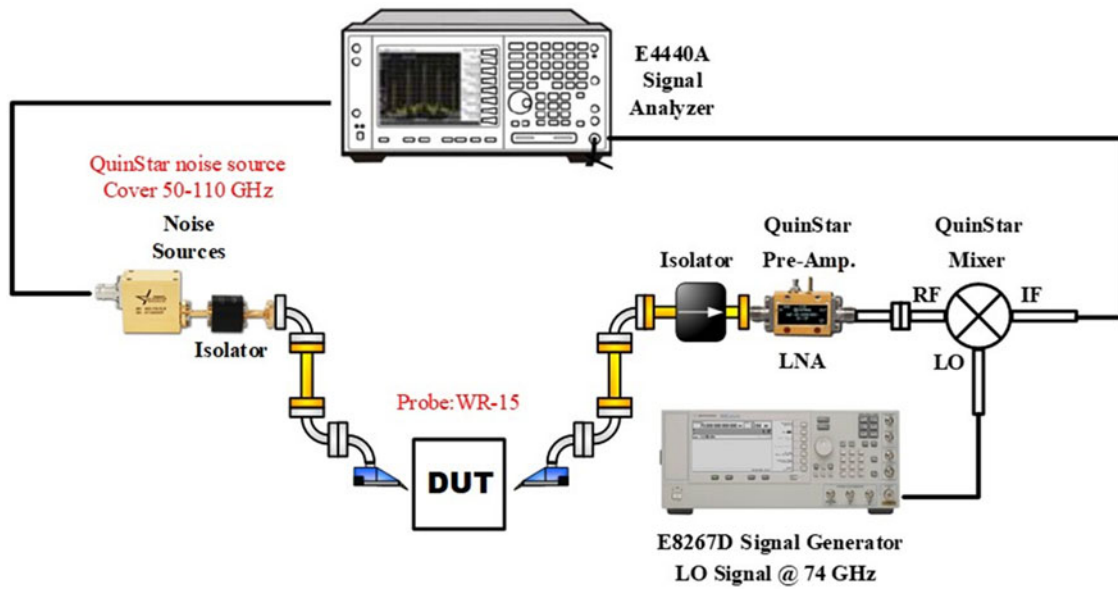 E4440A
Signal
Analyzer
QuinStar noise source
Cover 50-110 GHz
Noise
Sources
Isolator
Probe:WR-15
DUT
Isolator
QuinStar
Pre-Amp.
LNA
QuinStar
Mixer
RF
IF
LO
E8267D Signal Generator
LO Signal @ 74 GHz